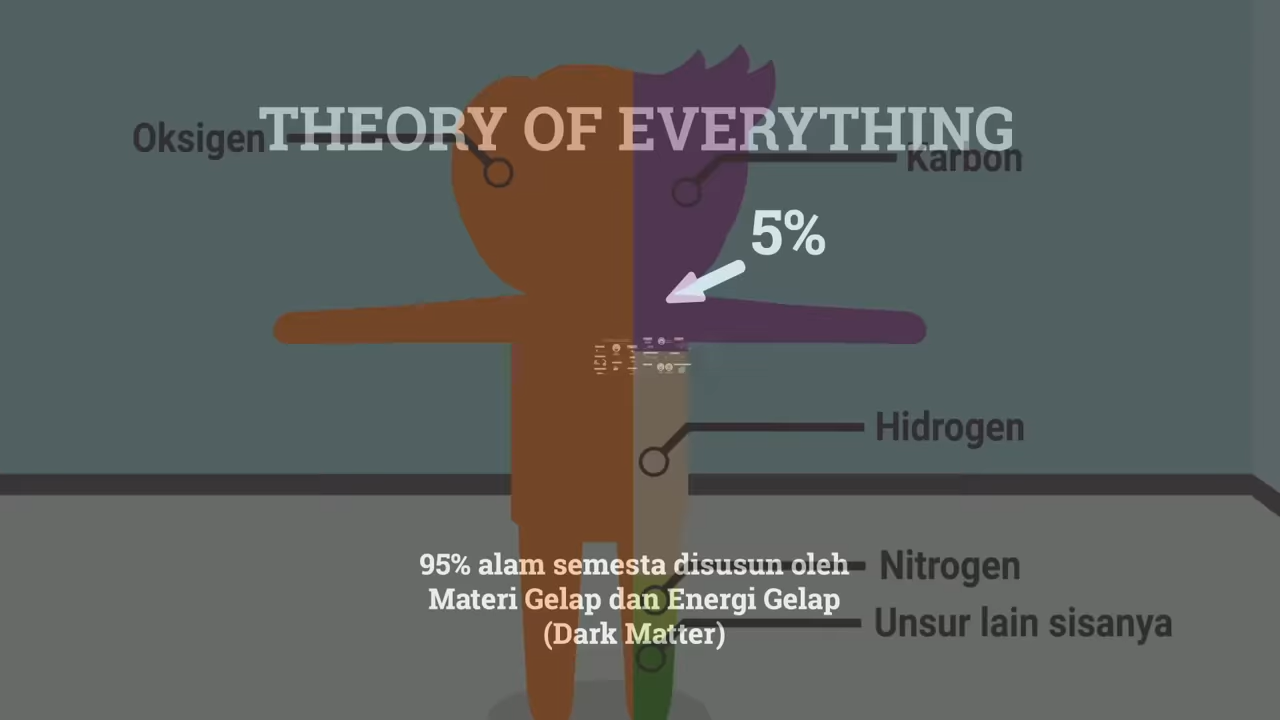 THEORY OF EVERYTHING
Oksigen
Karbon
5%
Hidrogen
95% alam semesta disusun oleh
Materi Gelap dan Energi Gelap
(Dark Matter)
Nitrogen
Unsur lain sisanya